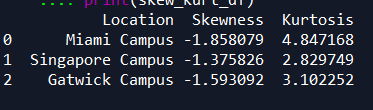 ....: print(skew_kurt_df)
Location Skewness Kurtosis
0 Miami Campus -1.858079 4.847168
1 Singapore Campus -1.375826 2.829749
2 Gatwick Campus -1.593092 3.102252